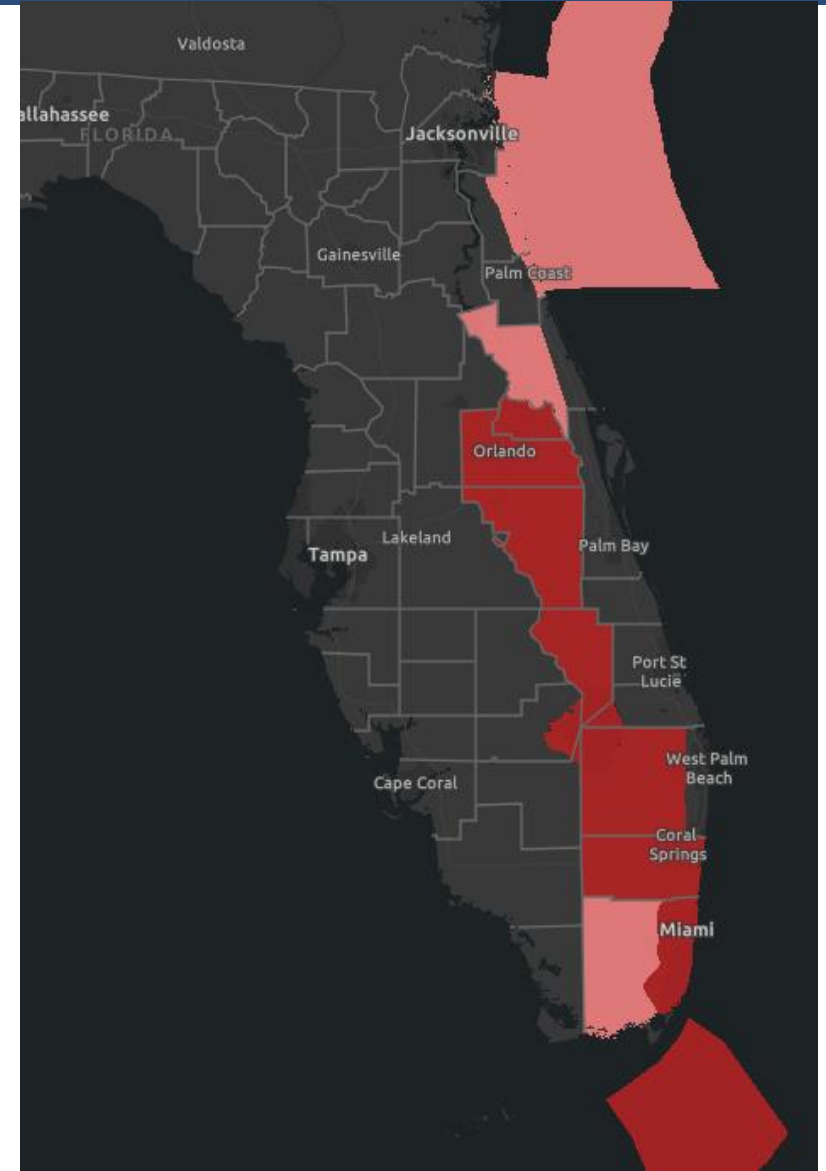 Valdosta
allahassee
FLORIDA
Jacksonville
Gainesville
Palm Coast
Orlando
Lakeland
Tampa
Palm Bay
Port St
Lucie
West Palm
Beach
Cape Coral
Coral
Springs
Miami